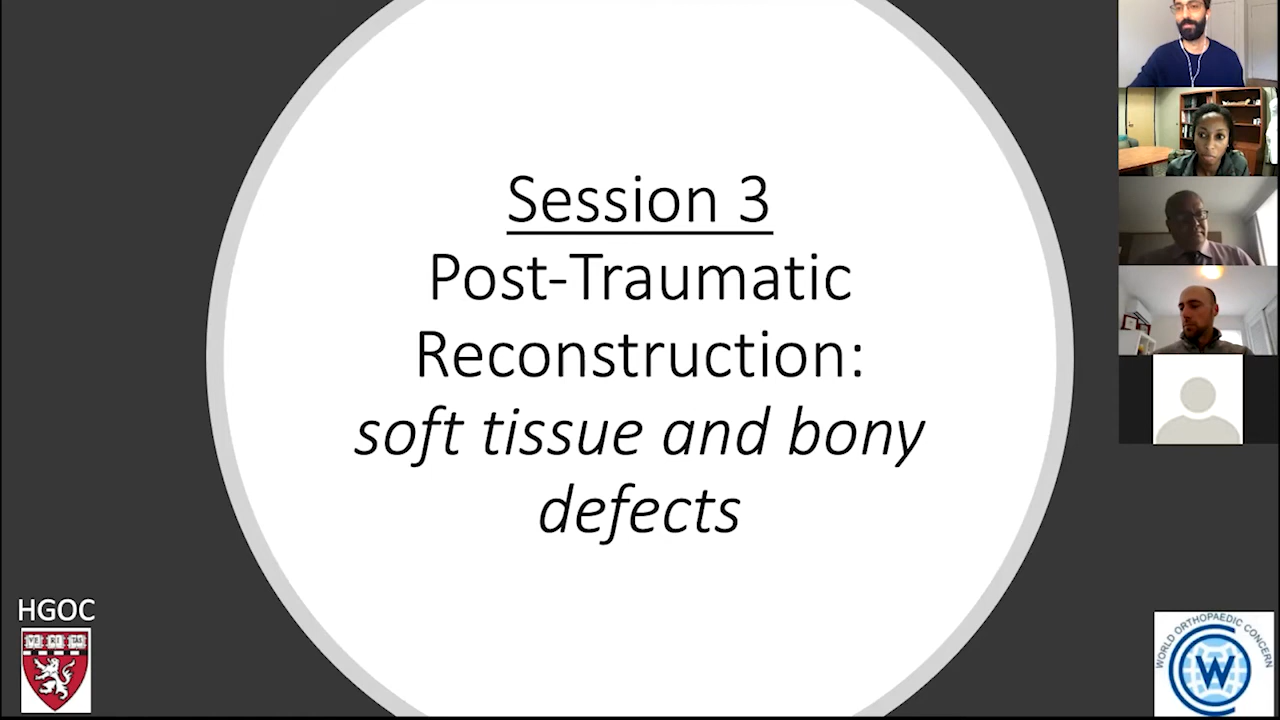 Session 3
Post-Traumatic
Reconstruction:
soft tissue and bony
defects
HGOC
VE RI TAS
WORLD ORTHOPAEDIC CONCERN
W